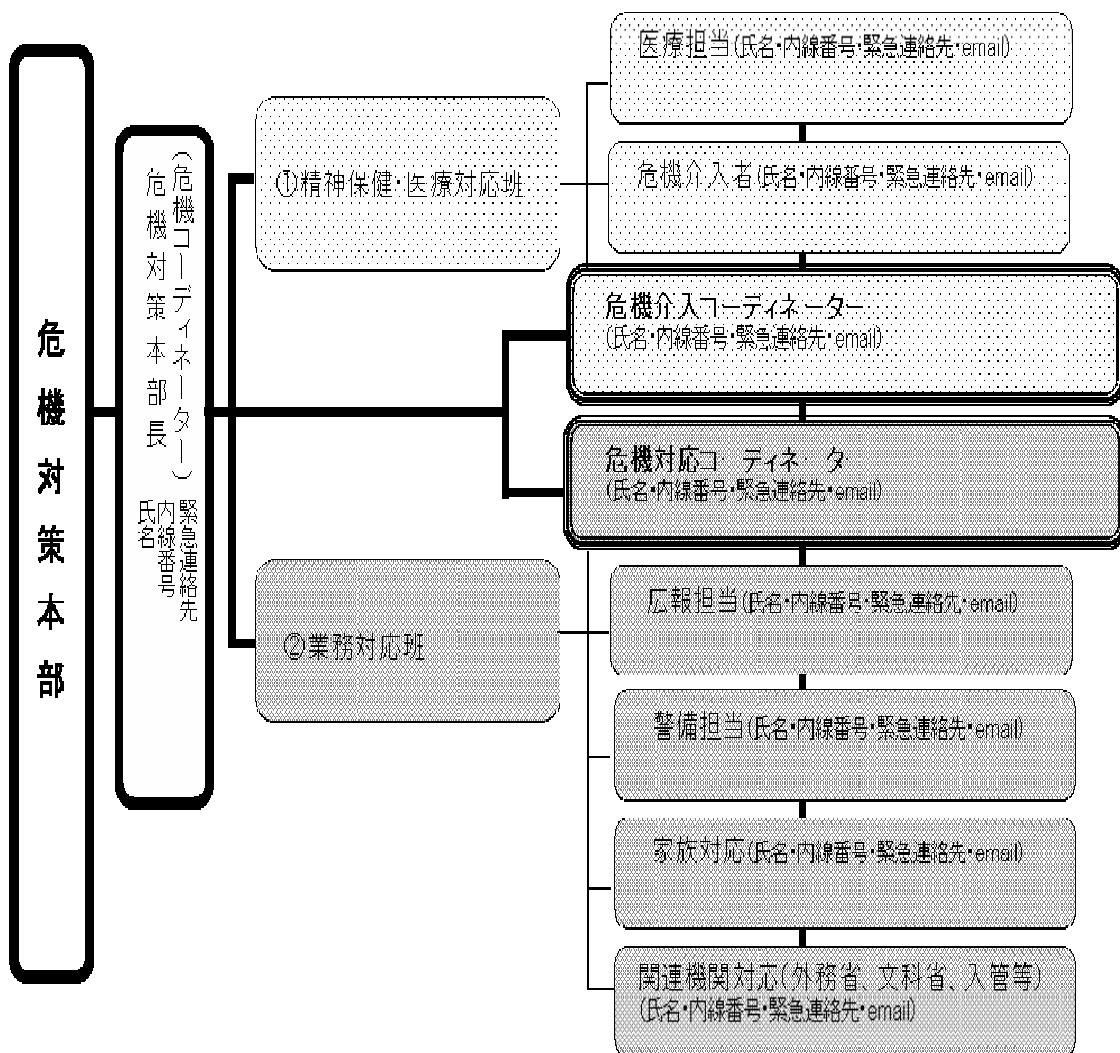 危機対策本部
(危機コーディネーター)
危機対策本部長
緊急連絡先
内線番号
氏名
①精神保健・医療対応班
②業務対応班
医療担当(氏名・内線番号・緊急連絡先・email)
危機介入者(氏名・内線番号・緊急連絡先・email)
危機介入コーディネーター
(氏名・内線番号・緊急連絡先・email)
危機対応コーディネーター
(氏名・内線番号・緊急連絡先・email)
広報担当(氏名・内線番号・緊急連絡先・email)
警備担当(氏名・内線番号・緊急連絡先・email)
家族対応(氏名・内線番号・緊急連絡先・email)
関連機関対応(外務省、文科省、入管等)
(氏名・内線番号・緊急連絡先・email)